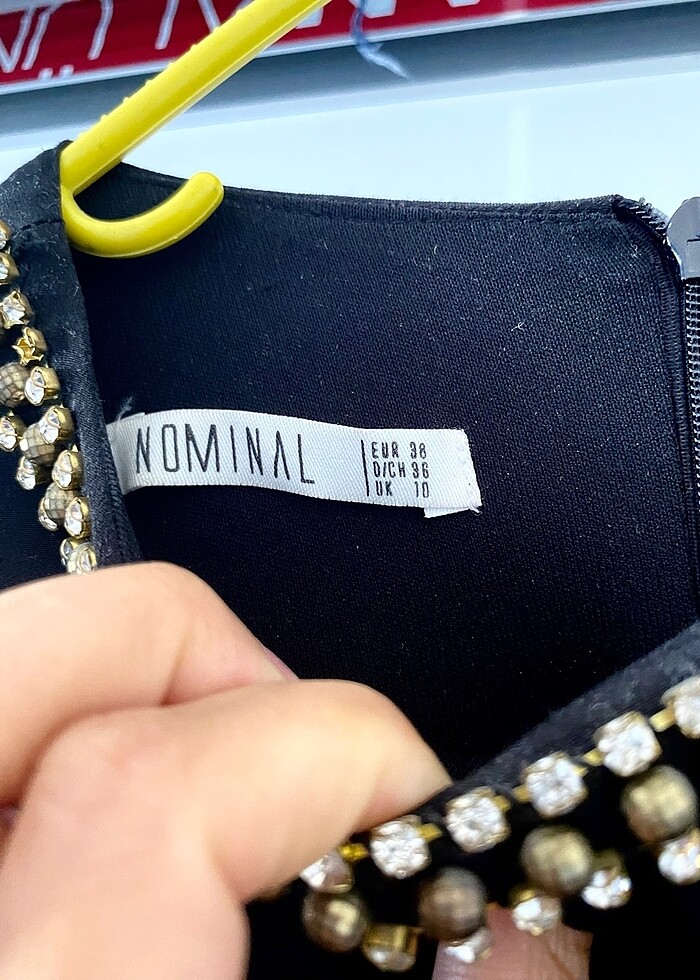 NOMINAL
EUR 38
D/CH 36
UK 10